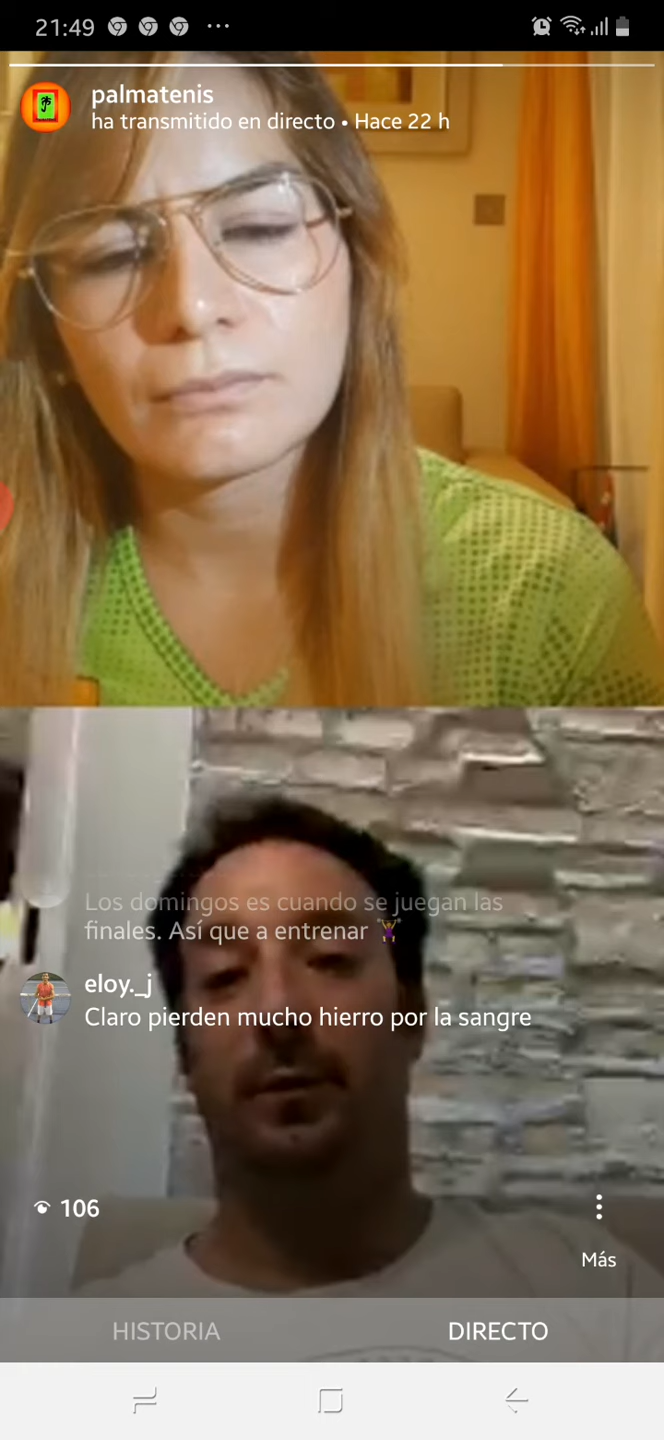 21:49
palmatenis
ha transmitido en directo • Hace 22 h
Los domingos es cuando se juegan las
finales. Así que a entrenar 🏋️‍♀️
eloy._j
Claro pierden mucho hierro por la sangre
106
Más
HISTORIA
DIRECTO